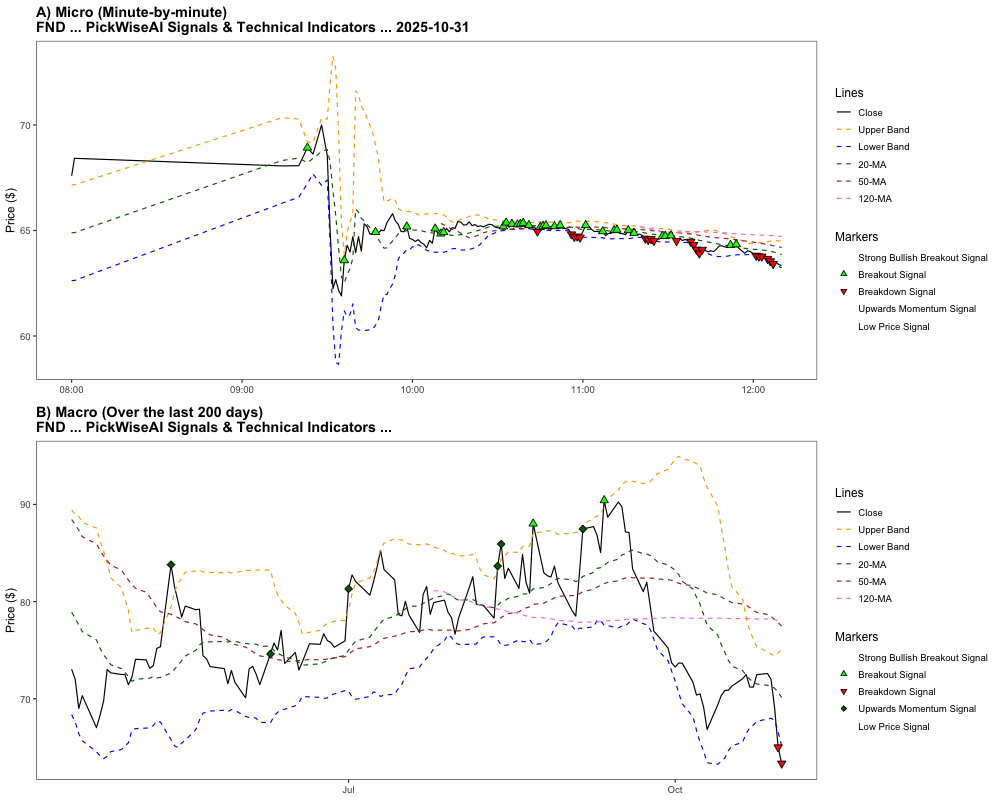 A) Micro (Minute-by-minute)
FND ... PickWiseAI Signals & Technical Indicators ... 2025-10-31
Price ($)
70
65
60
08:00
09:00
10:00
11:00
12:00
Lines
Close
Upper Band
Lower Band
20-MA
50-MA
120-MA
Markers
Strong Bullish Breakout Signal
Breakout Signal
Breakdown Signal
Upwards Momentum Signal
Low Price Signal
B) Macro (Over the last 200 days)
FND ... PickWiseAI Signals & Technical Indicators ...
Price ($)
90
80
70
Jul
Oct
Lines
Close
Upper Band
Lower Band
20-MA
50-MA
120-MA
Markers
Strong Bullish Breakout Signal
Breakout Signal
Breakdown Signal
Upwards Momentum Signal
Low Price Signal